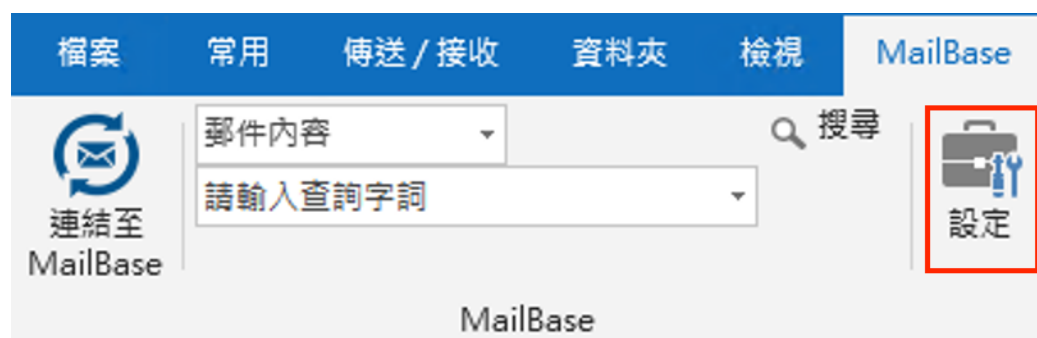 檔案 常用 傳送 / 接收 資料夾 檢視 MailBase
郵件內容 搜尋
請輸入查詢字詞
連結至
MailBase
設定
MailBase